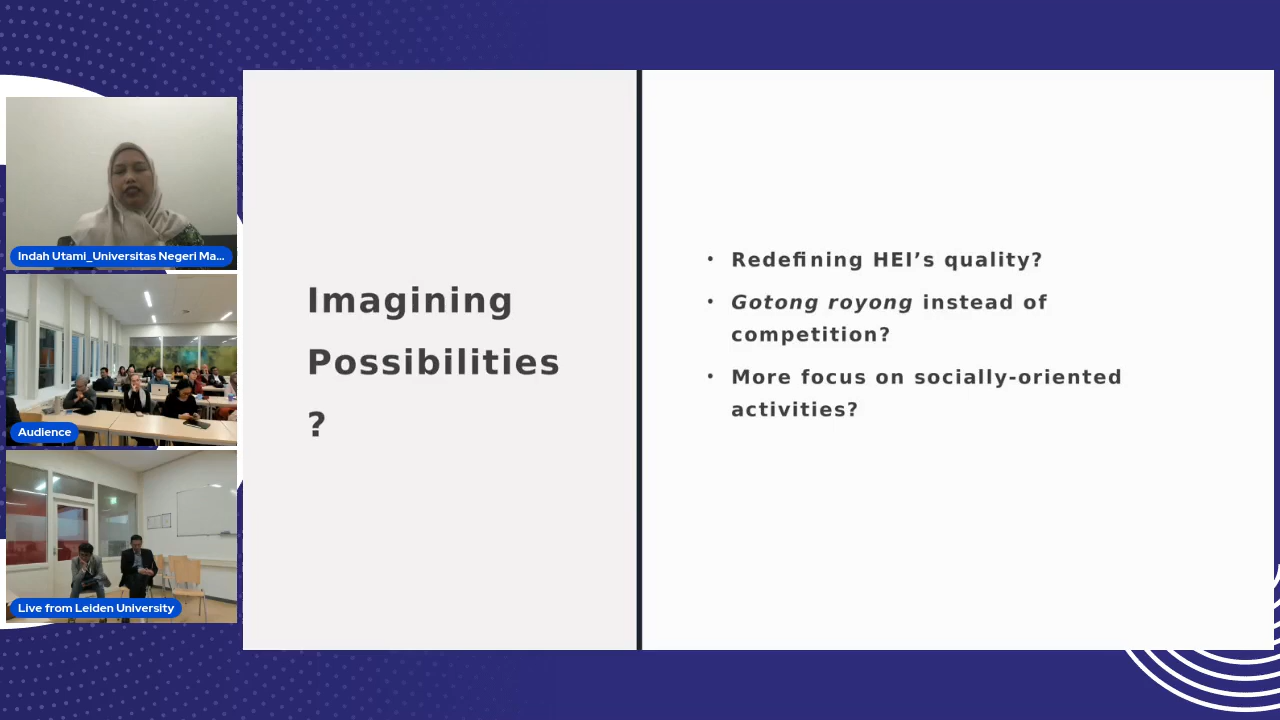 Indah Utami_Universitas Negeri Ma...
Audience
Live from Leiden University
Imagining
Possibilities
?
• Redefining HEI’s quality?
• Gotong royong instead of
competition?
• More focus on socially-oriented
activities?